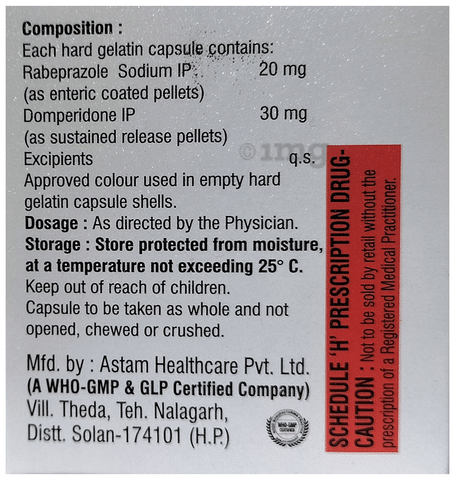 Composition :
Each hard gelatin capsule contains:
Rabeprazole Sodium IP 20 mg
(as enteric coated pellets)
Domperidone IP 30 mg
(as sustained release pellets)
Excipients q.s.
Approved colour used in empty hard
gelatin capsule shells.
Dosage : As directed by the Physician.
Storage : Store protected from moisture,
at a temperature not exceeding 25° C.
Keep out of reach of children.
Capsule to be taken as whole and not
opened, chewed or crushed.
Mfd. by : Astam Healthcare Pvt. Ltd.
(A WHO-GMP & GLP Certified Company)
Vill. Theda, Teh. Nalagarh,
Distt. Solan-174101 (H.P.)
WHO-GMP
SCHEDULE 'H' PRESCRIPTION DRUG-
CAUTION : Not to be sold by retail without the
prescription of a Registered Medical Practitioner.
©1mg